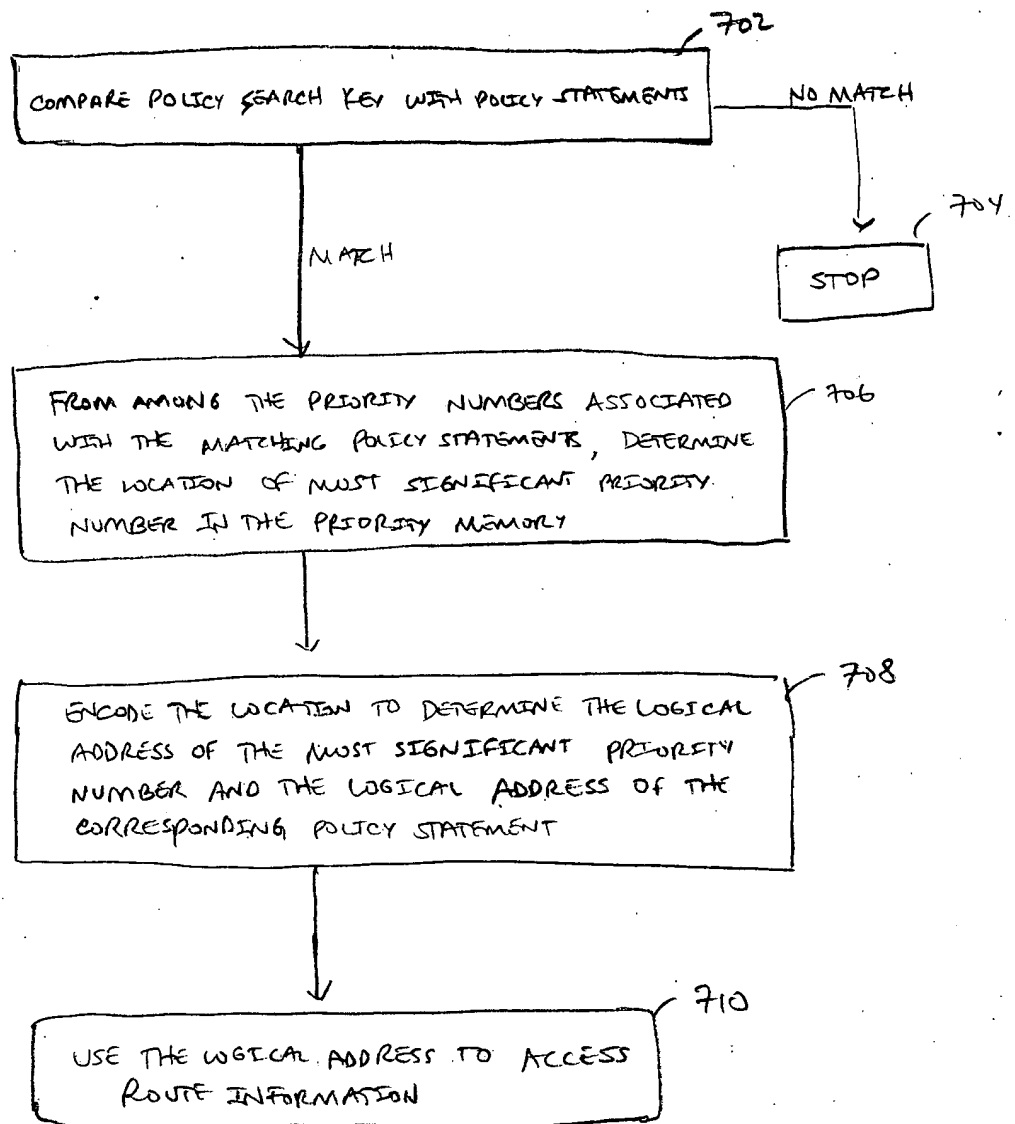 702
COMPARE POLICY SEARCH KEY WITH POLICY STATEMENTS
NO MATCH
704
STOP
MATCH
706
FROM AMONG THE PRIORITY NUMBERS ASSOCIATED
WITH THE MATCHING POLICY STATEMENTS, DETERMINE
THE LOCATION OF MOST SIGNIFICANT PRIORITY
NUMBER IN THE PRIORITY MEMORY
708
ENCODE THE LOCATION TO DETERMINE THE LOGICAL
ADDRESS OF THE MOST SIGNIFICANT PRIORITY
NUMBER AND THE LOGICAL ADDRESS OF THE
CORRESPONDING POLICY STATEMENT
710
USE THE LOGICAL ADDRESS TO ACCESS
ROUTE INFORMATION